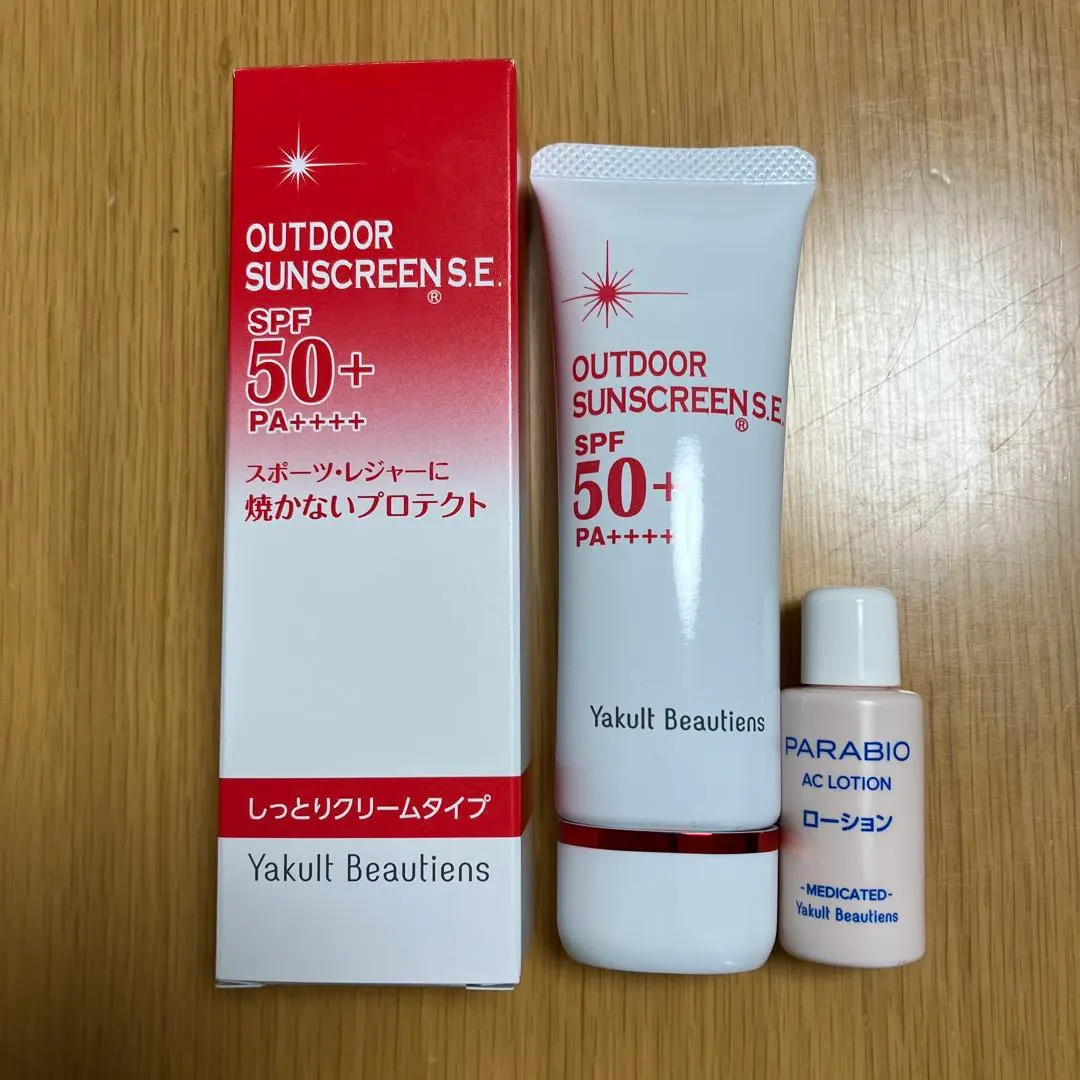 OUTDOOR
SUNSCREEN® S.E.
SPF
50+
PA++++
スポーツ・レジャーに
焼かないプロテクト
しっとりクリームタイプ
Yakult Beautiens
OUTDOOR
SUNSCREEN® S.E.
SPF
50+
PA++++
Yakult Beautiens
PARABIO
AC LOTION
ローション
-MEDICATED-
Yakult Beautiens